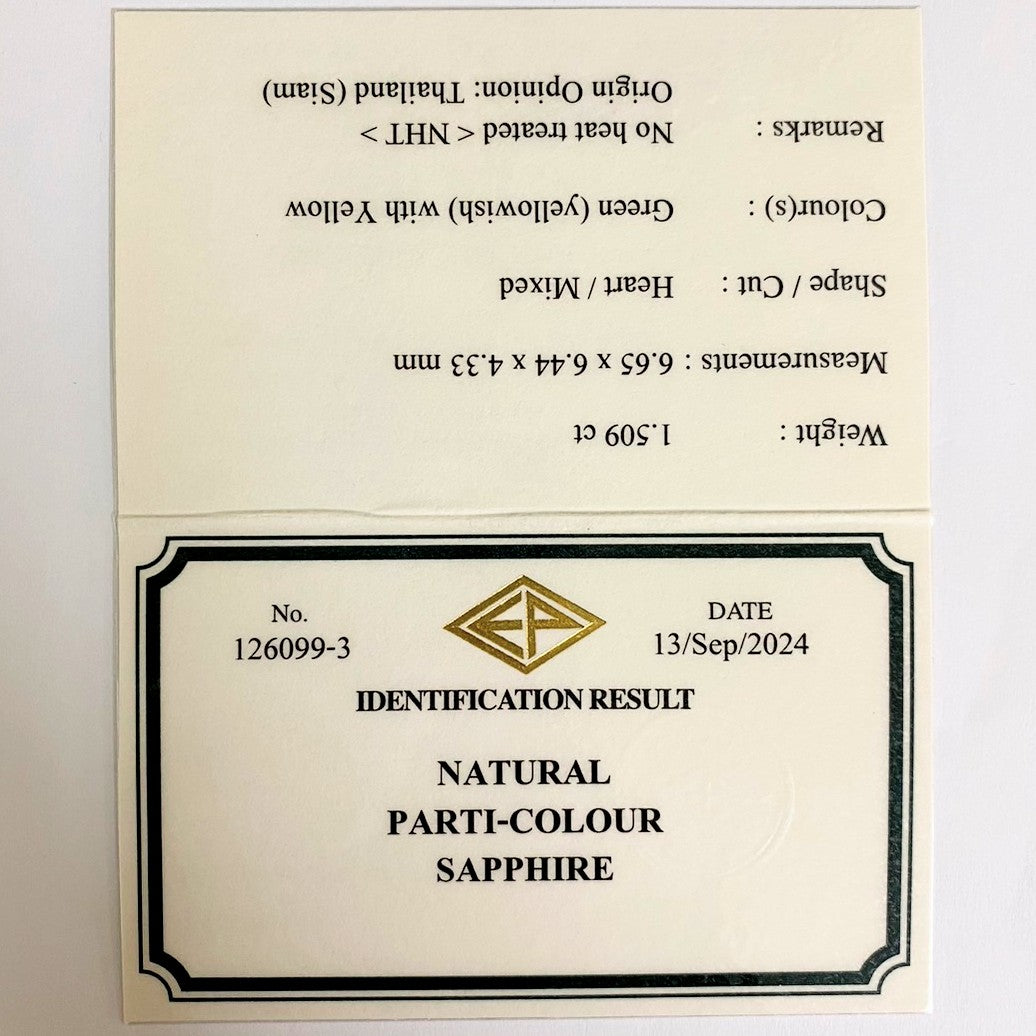 Weight : 1.509 ct
Measurements : 6.65 x 6.44 x 4.33 mm
Shape / Cut : Heart / Mixed
Colour(s) : Green (yellowish) with Yellow
Remarks : No heat treated < NHT >
Origin Opinion: Thailand (Siam)
No.
126099-3
EP
DATE
13/Sep/2024
IDENTIFICATION RESULT
NATURAL
PARTI-COLOUR
SAPPHIRE